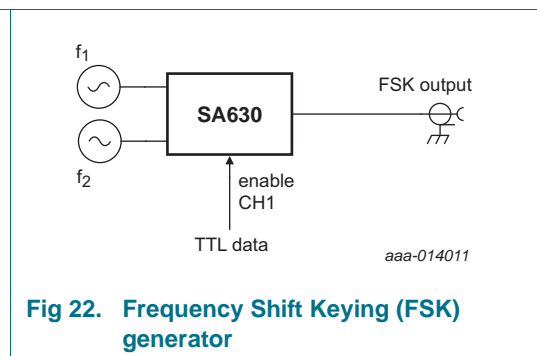 f1
SA630
FSK output
f2
enable
CH1
TTL data
aaa-014011
Fig 22. Frequency Shift Keying (FSK)
generator